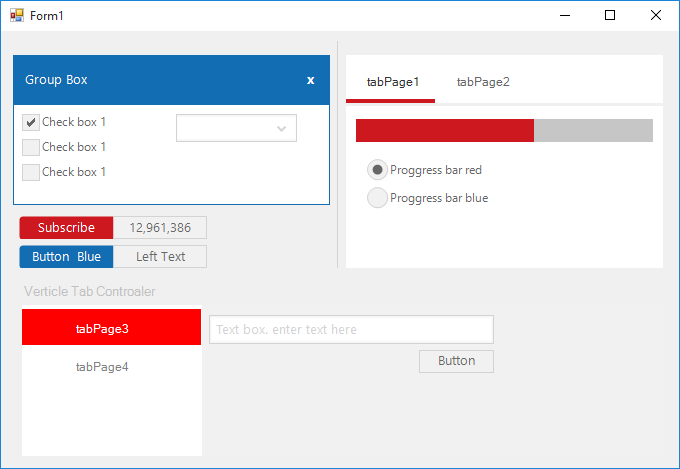 Form1
Group Box x
Check box 1
Check box 1
Check box 1
Subscribe 12,961,386
Button Blue Left Text
tabPage1 tabPage2
Proggress bar red
Proggress bar blue
Verticle Tab Controaler
tabPage3
tabPage4
Text box. enter text here
Button